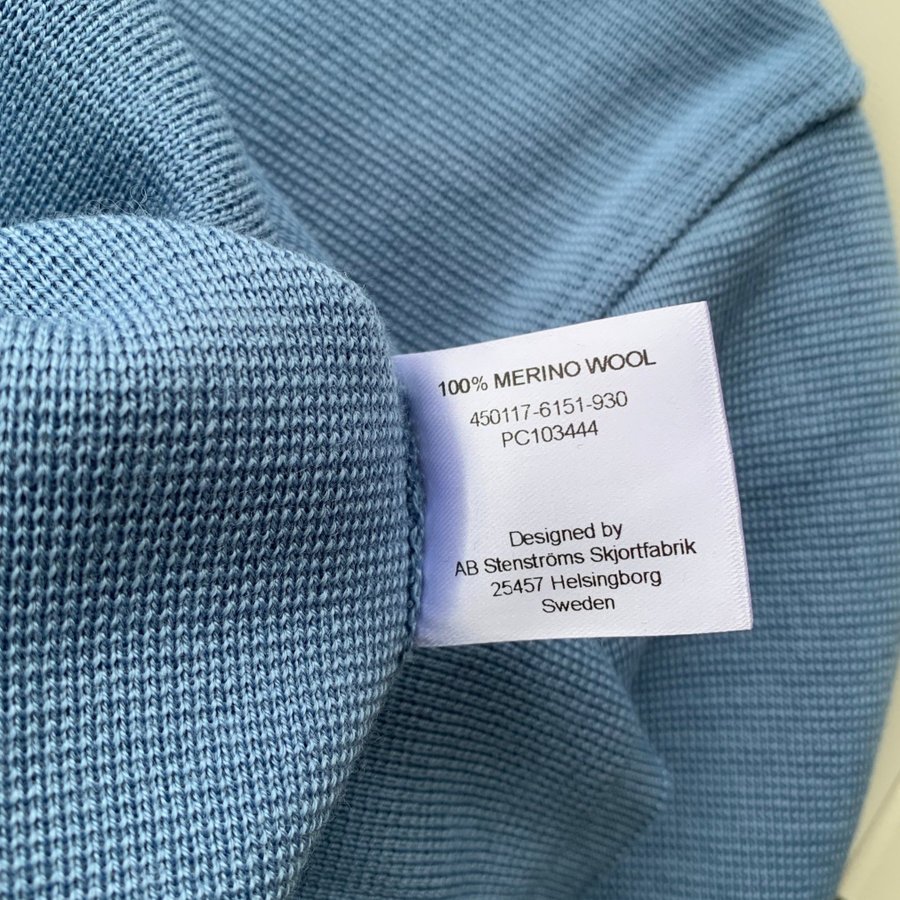 100% MERINO WOOL
450117-6151-930
PC103444
Designed by
AB Stenströms Skjortfabrik
25457 Helsingborg
Sweden